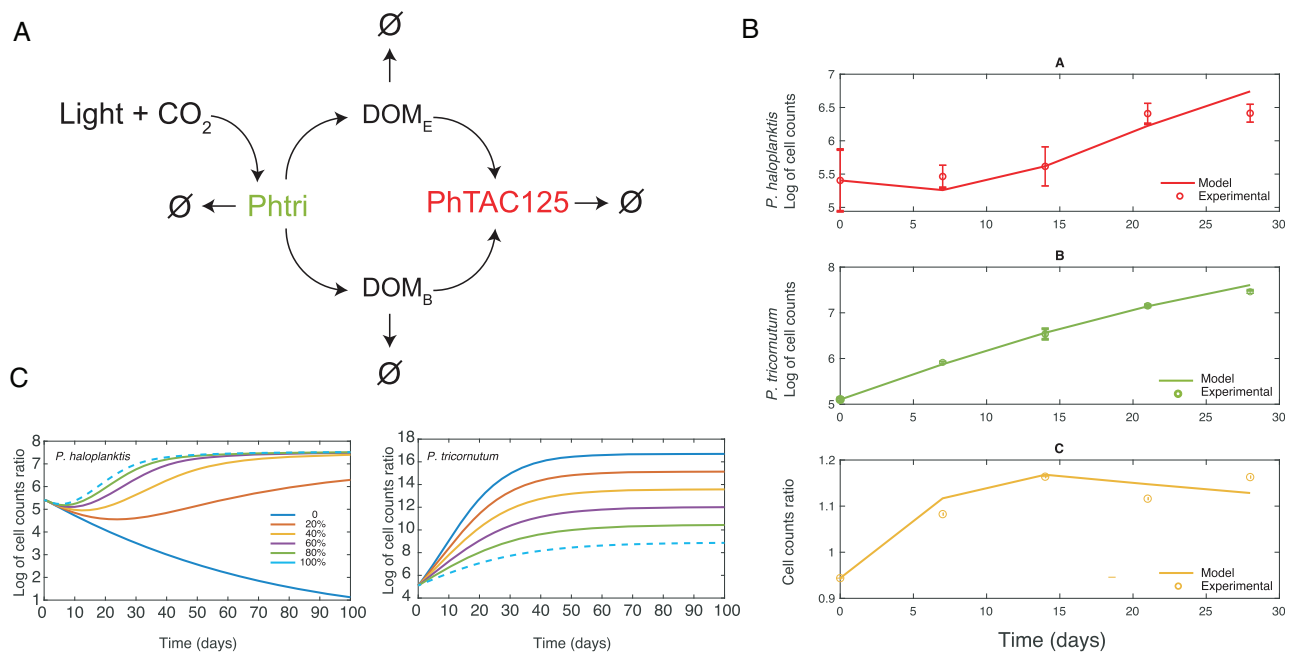 A
Ø
Light + CO2
DOME
Ø
Phtri
PhTAC125
Ø
DOMB
Ø
B
A
P. haloplanktis
Log of cell counts
7
6.5
6
5.5
5
Model
Experimental
0 5 10 15 20 25 30
B
P. tricornutum
Log of cell counts
8
7
6
5
Model
Experimental
0 5 10 15 20 25 30
C
Cell counts ratio
1.2
1.1
1
0.9
Model
Experimental
0 5 10 15 20 25 30
Time (days)
C
Log of cell counts ratio
8
7
6
5
4
3
2
1
P. haloplanktis
0
20%
40%
60%
80%
100%
0 10 20 30 40 50 60 70 80 90 100
Time (days)
Log of cell counts ratio
18
16
14
12
10
8
6
4
P. tricornutum
0 10 20 30 40 50 60 70 80 90 100
Time (days)